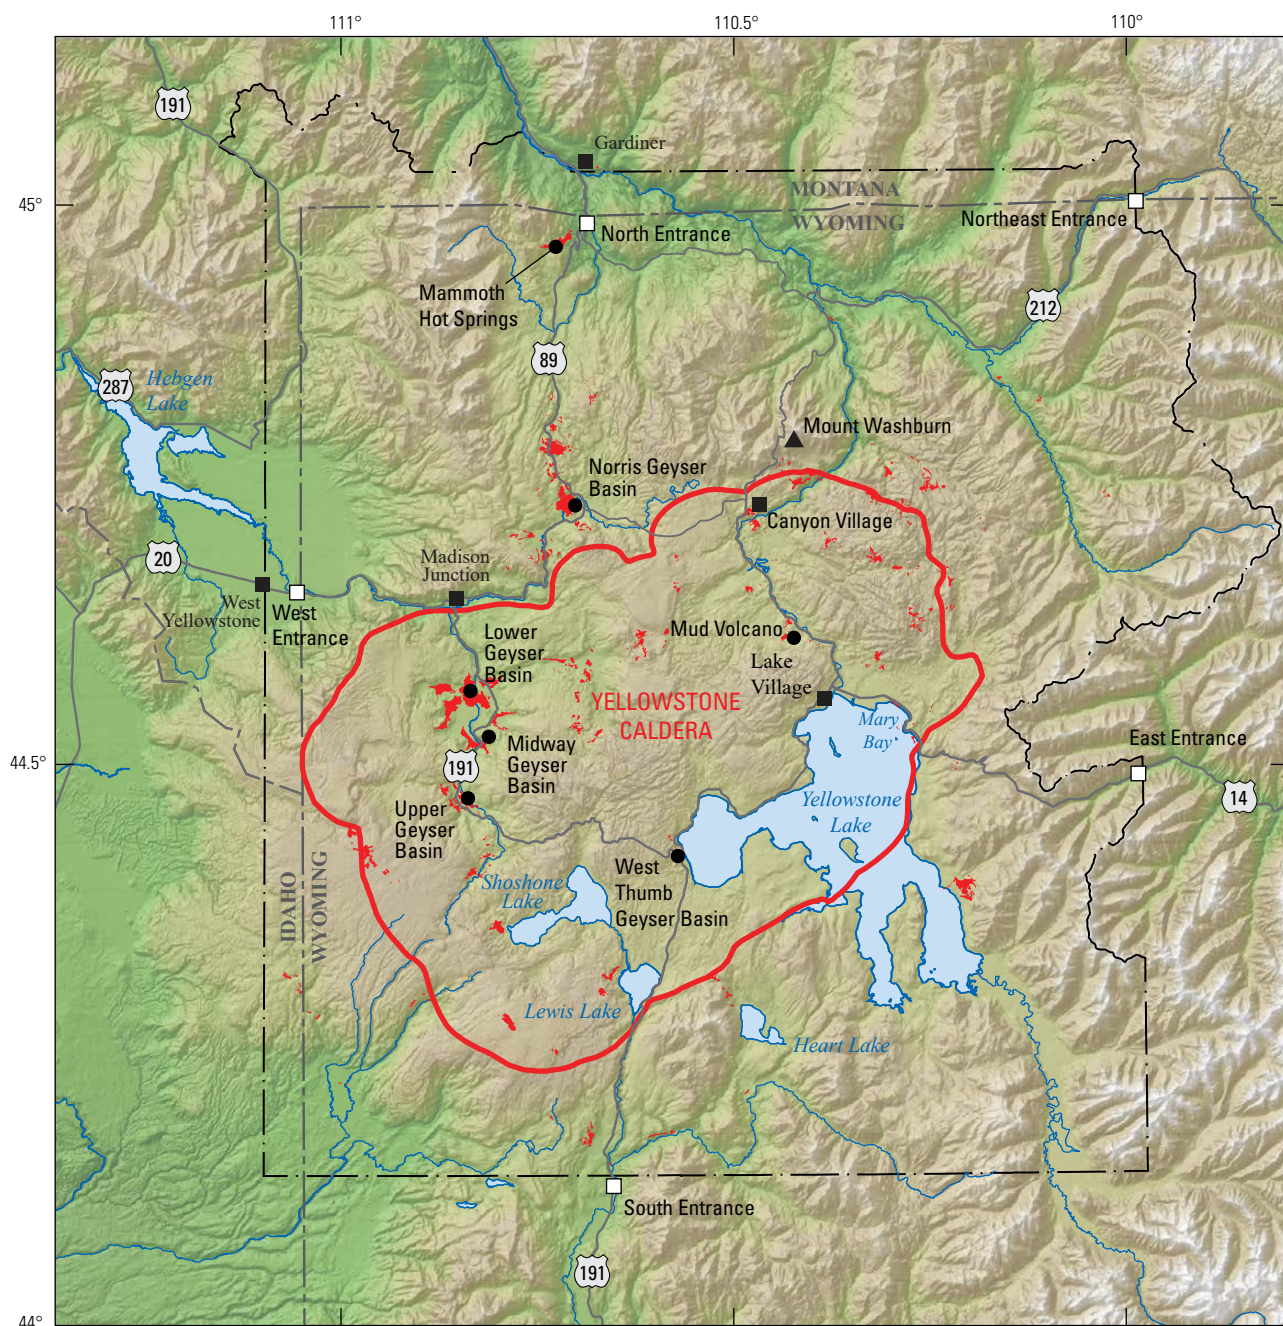 111°
110.5°
110°
191
Gardiner
45°
MONTANA
WYOMING
Northeast Entrance
North Entrance
Mammoth
Hot Springs
212
89
287
Hebgen
Lake
Mount Washburn
Norris Geyser
Basin
Canyon Village
20
Madison
Junction
West
Yellowstone
West
Entrance
Lower
Geyser
Basin
Mud Volcano
Lake
Village
YELLOWSTONE
CALDERA
Mary
Bay
East Entrance
44.5°
191
Midway
Geyser
Basin
14
Upper
Geyser
Basin
Yellowstone
Lake
West
Thumb
Geyser Basin
Shoshone
Lake
IDAHO
WYOMING
Lewis Lake
Heart Lake
South Entrance
191
44°